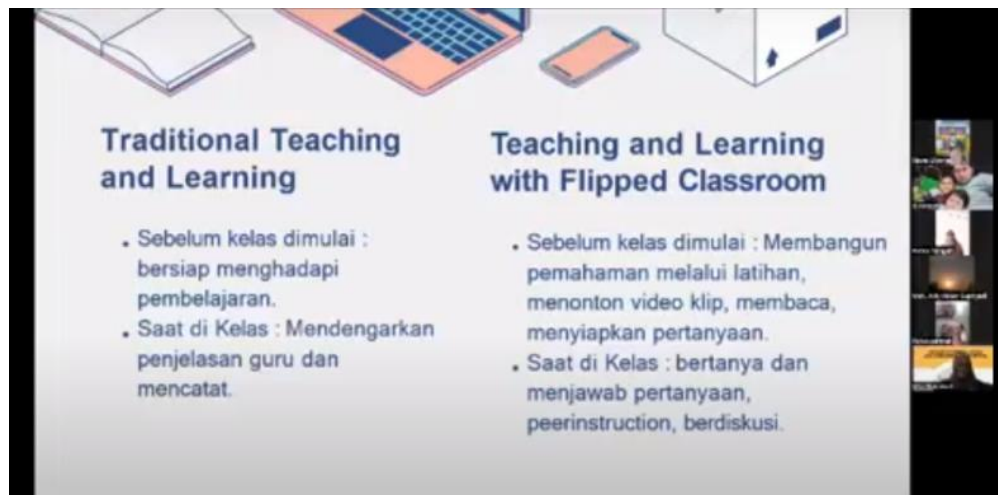 Traditional Teaching
and Learning
• Sebelum kelas dimulai :
bersiap menghadapi
pembelajaran.
• Saat di Kelas : Mendengarkan
penjelasan guru dan
mencatat.
Teaching and Learning
with Flipped Classroom
• Sebelum kelas dimulai : Membangun
pemahaman melalui latihan,
menonton video klip, membaca,
menyiapkan pertanyaan.
• Saat di Kelas : bertanya dan
menjawab pertanyaan,
peerinstruction, berdiskusi.